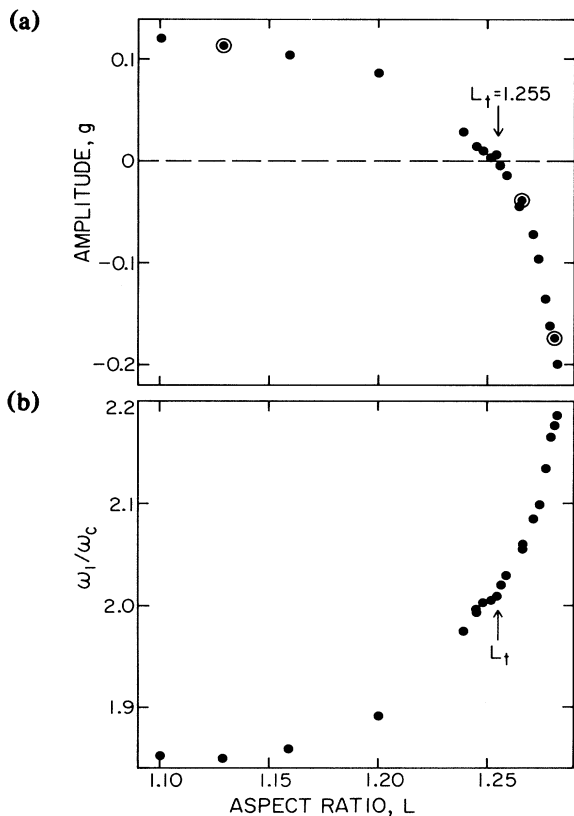 (a)
0.1
0
-0.1
-0.2
AMPLITUDE, g
L†=1.255
(b)
2.2
2.1
2.0
1.9
ω₁/ωc
L†
1.10
1.15
1.20
1.25
ASPECT RATIO, L